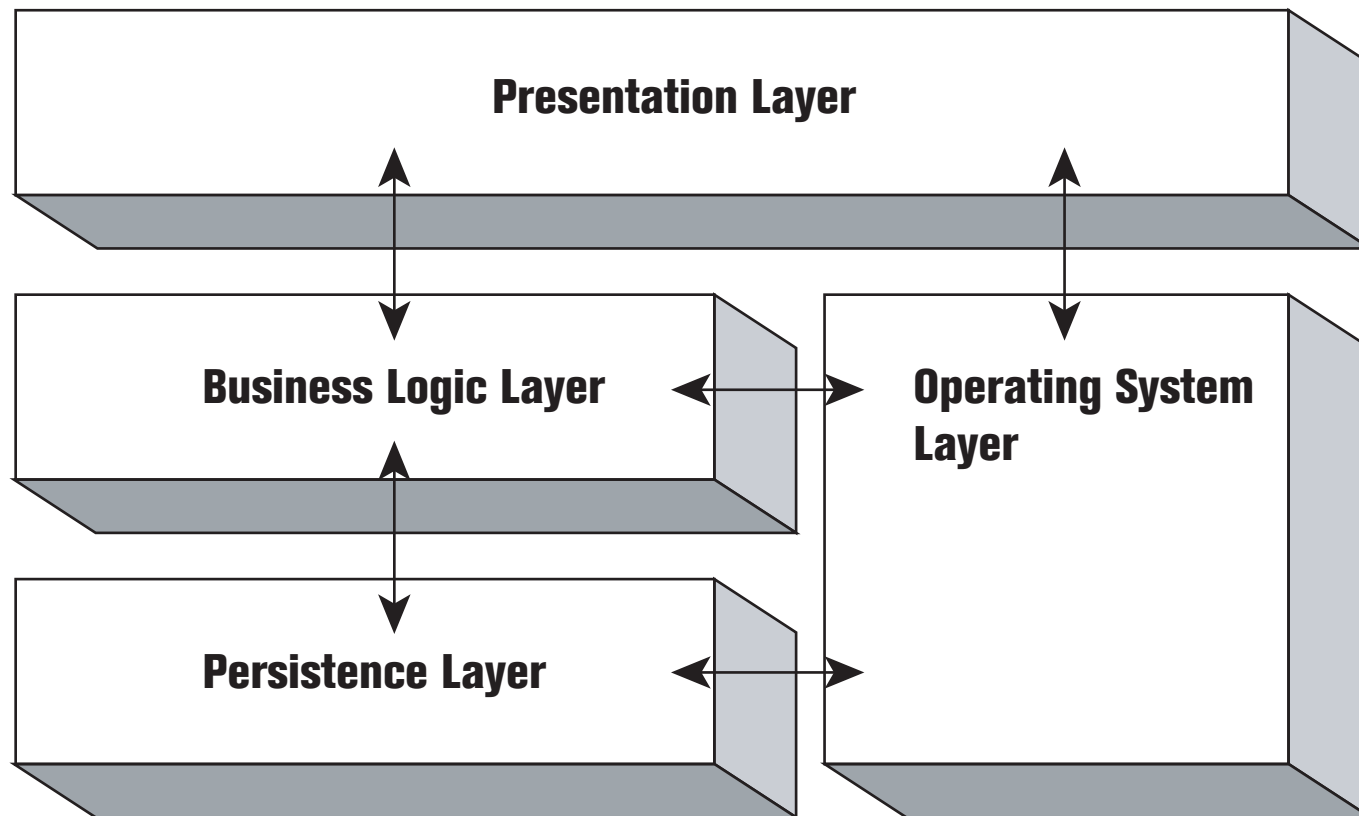 Presentation Layer
Business Logic Layer
Operating System
Layer
Persistence Layer